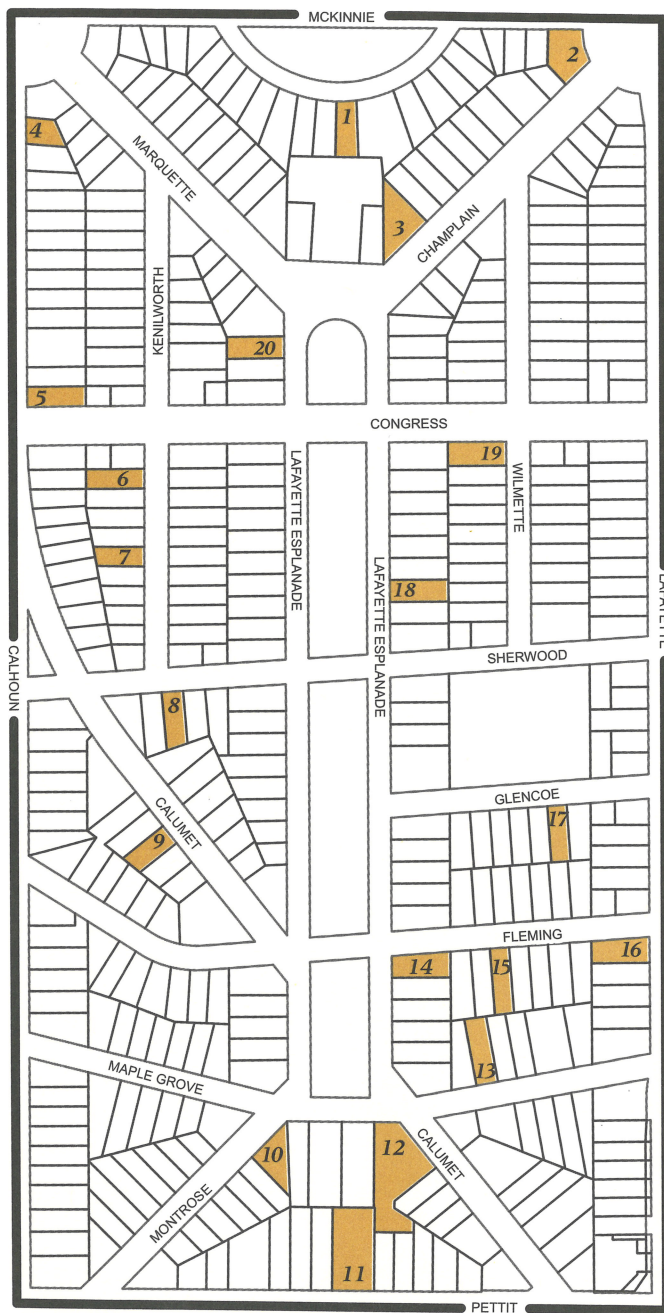 MCKINNIE
2
1
4
MARQUETTE
3
CHAMPLAIN
KENILWORTH
20
5
CONGRESS
6
19
LAFAYETTE ESPLANADE
WILMETTE
7
LAFAYETTE ESPLANADE
18
LAFAYETTE
SHERWOOD
CALHOUN
8
GLENCOE
CALUMET
17
9
FLEMING
14
15
16
13
MAPLE GROVE
10
12
CALUMET
MONTROSE
11
PETTIT